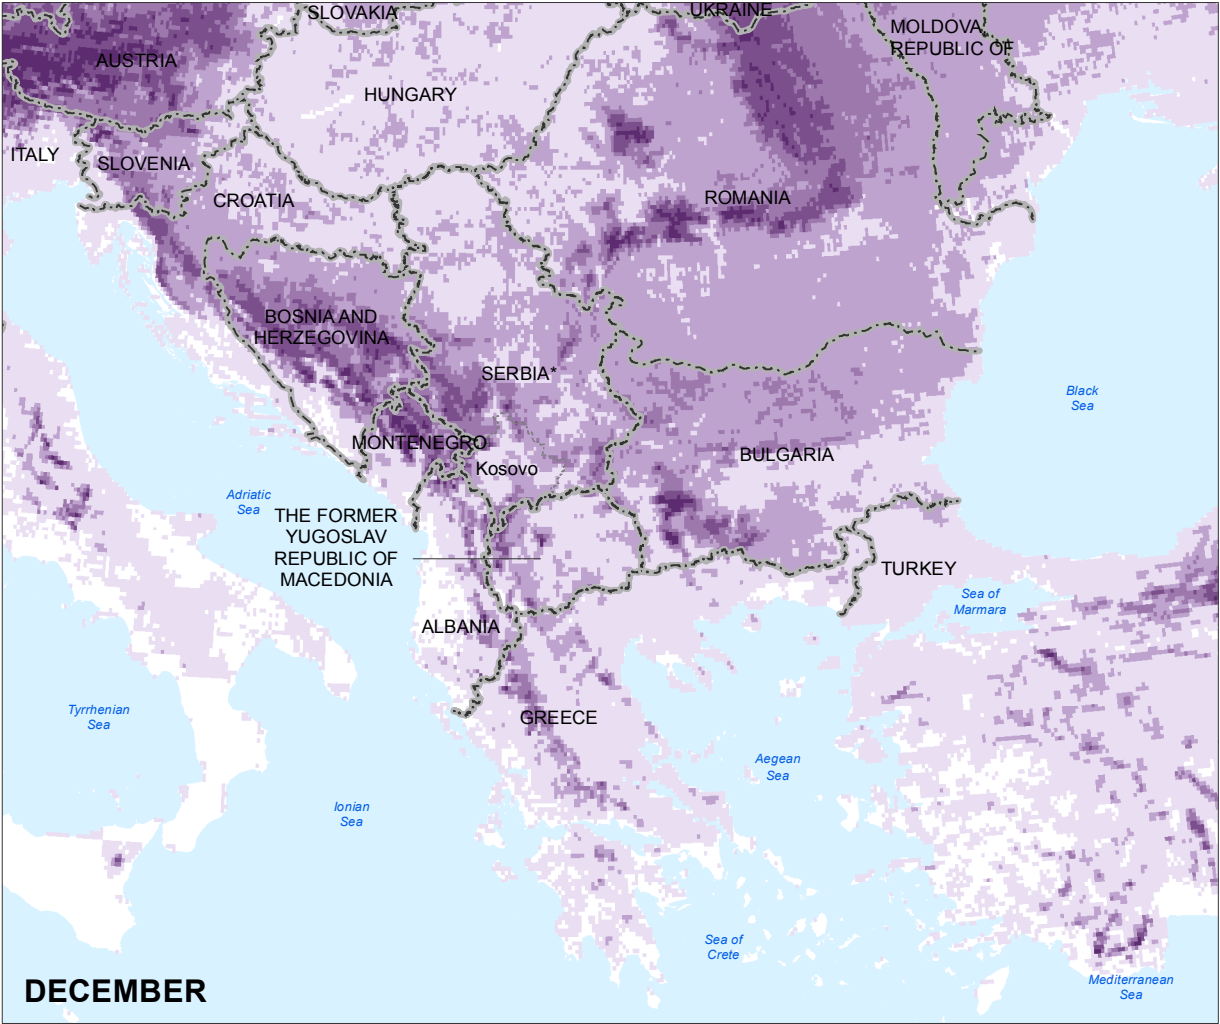 SLOVAKIA
UKRAINE
MOLDOVA,
REPUBLIC OF
AUSTRIA
HUNGARY
ITALY
SLOVENIA
CROATIA
ROMANIA
BOSNIA AND
HERZEGOVINA
SERBIA*
Black
Sea
MONTENEGRO
BULGARIA
Kosovo
Adriatic
Sea
THE FORMER
YUGOSLAV
REPUBLIC OF
MACEDONIA
TURKEY
Sea of
Marmara
ALBANIA
Tyrrhenian
Sea
GREECE
Aegean
Sea
Ionian
Sea
Sea of
Crete
Mediterranean
Sea
DECEMBER